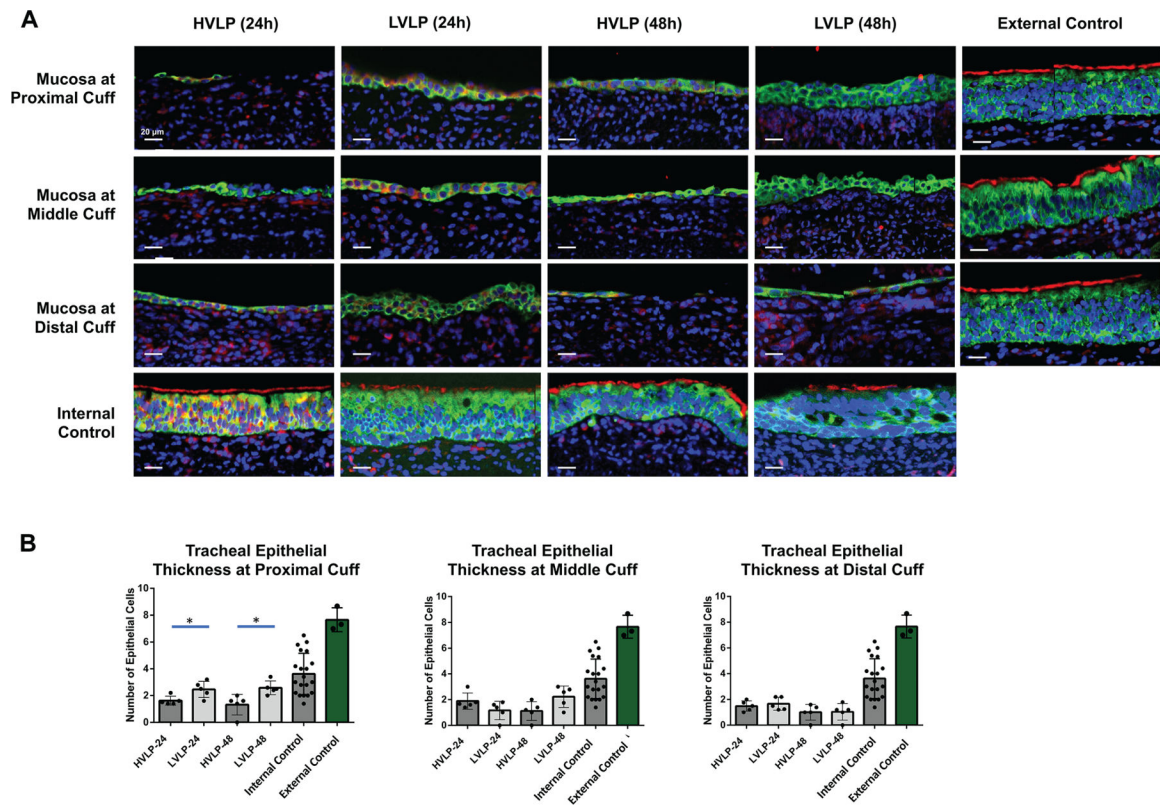 A
HVLP (24h)
LVLP (24h)
HVLP (48h)
LVLP (48h)
External Control
Mucosa at
Proximal Cuff
20 µm
Mucosa at
Middle Cuff
Mucosa at
Distal Cuff
Internal
Control
B
Tracheal Epithelial
Thickness at Proximal Cuff
Number of Epithelial Cells
10
8
6
4
2
0
*
*
HVLP-24
LVLP-24
HVLP-48
LVLP-48
Internal Control
External Control
Tracheal Epithelial
Thickness at Middle Cuff
Number of Epithelial Cells
10
8
6
4
2
0
HVLP-24
LVLP-24
HVLP-48
LVLP-48
Internal Control
External Control
Tracheal Epithelial
Thickness at Distal Cuff
Number of Epithelial Cells
10
8
6
4
2
0
HVLP-24
LVLP-24
HVLP-48
LVLP-48
Internal Control
External Control